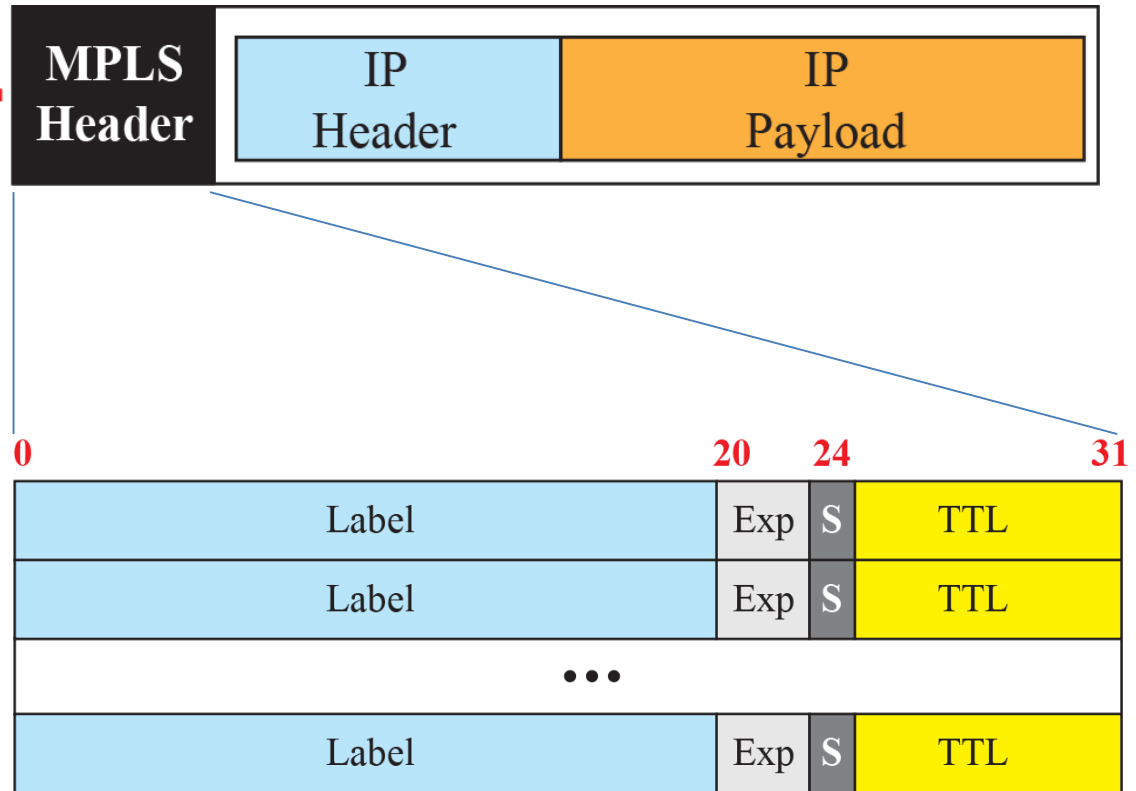 MPLS
Header
IP
Header
IP
Payload
0 20 24 31
Label Exp S TTL
Label Exp S TTL
•••
Label Exp S TTL